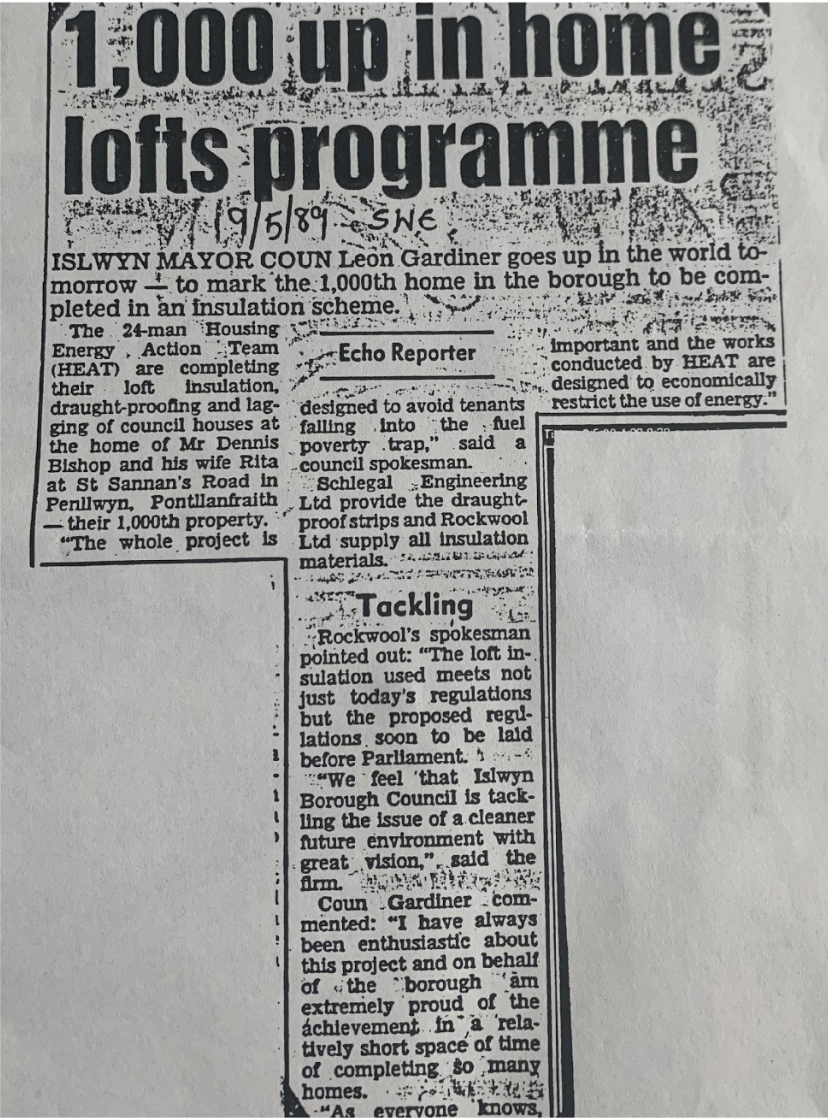 1,000 up in home
lofts programme
19/5/89 SWE.
ISLWYN MAYOR COUN Leon Gardiner goes up in the world to-
morrow — to mark the 1,000th home in the borough to be com-
pleted in an insulation scheme.
The 24-man Housing
Energy Action Team
(HEAT) are completing
their loft insulation,
draught-proofing and lag-
ging of council houses at
the home of Mr Dennis
Bishop and his wife Rita
at St Sannan's Road in
Penllwyn, Pontllanfraith
— their 1,000th property.
"The whole project is
Echo Reporter
designed to avoid tenants
falling into the fuel
poverty trap," said a
council spokesman.
Schlegal Engineering
Ltd provide the draught-
proof strips and Rockwool
Ltd supply all insulation
materials.
Tackling
Rockwool's spokesman
pointed out: "The loft in-
sulation used meets not
just today's regulations
but the proposed regu-
lations soon to be laid
before Parliament.
"We feel that Islwyn
Borough Council is tack-
ling the issue of a cleaner
future environment with
great vision," said the
firm.
Coun Gardiner com-
mented: "I have always
been enthusiastic about
this project and on behalf
of the borough am
extremely proud of the
achievement in a rela-
tively short space of time
of completing so many
homes.
"As everyone knows,
important and the works
conducted by HEAT are
designed to economically
restrict the use of energy."